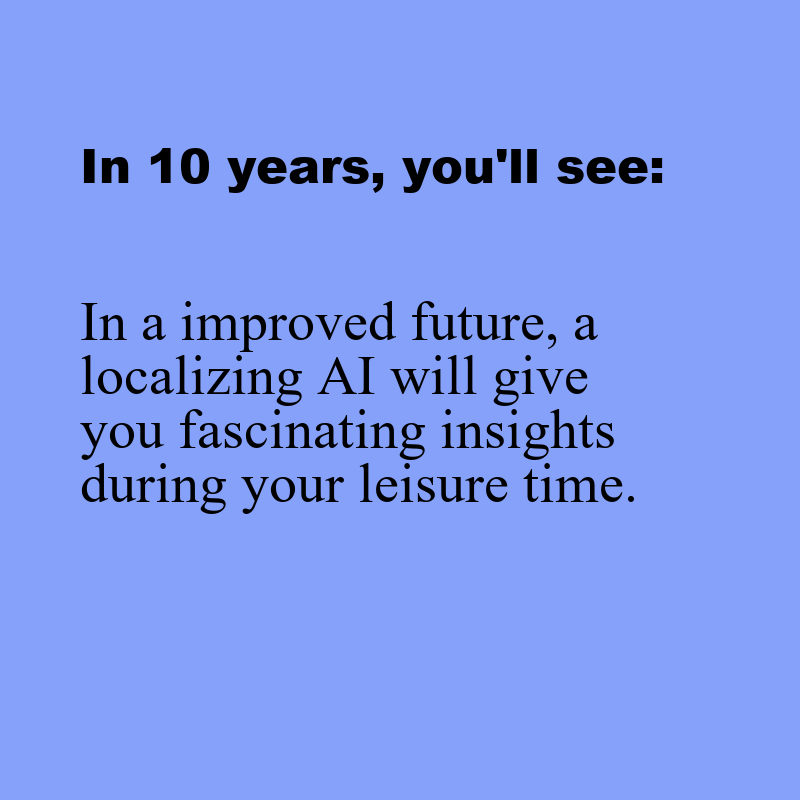 In 10 years, you'll see:
In a improved future, a
localizing AI will give
you fascinating insights
during your leisure time.